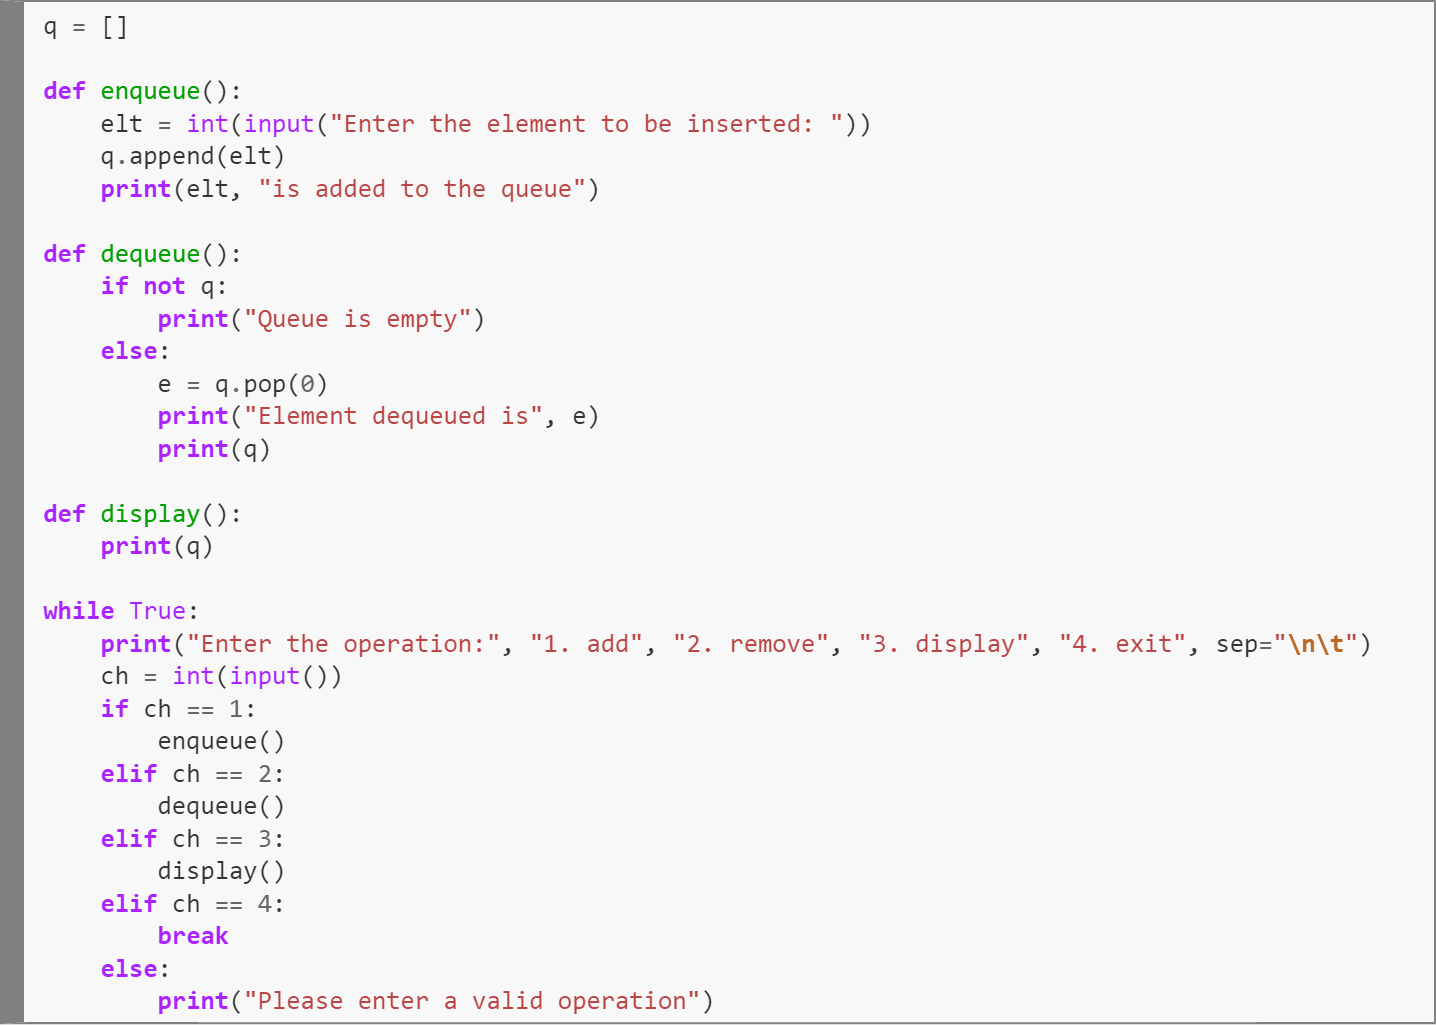 q = []

def enqueue():
    elt = int(input("Enter the element to be inserted: "))
    q.append(elt)
    print(elt, "is added to the queue")

def dequeue():
    if not q:
        print("Queue is empty")
    else:
        e = q.pop(0)
        print("Element dequeued is", e)
        print(q)

def display():
    print(q)

while True:
    print("Enter the operation:", "1. add", "2. remove", "3. display", "4. exit", sep="\n\t")
    ch = int(input())
    if ch == 1:
        enqueue()
    elif ch == 2:
        dequeue()
    elif ch == 3:
        display()
    elif ch == 4:
        break
    else:
        print("Please enter a valid operation")